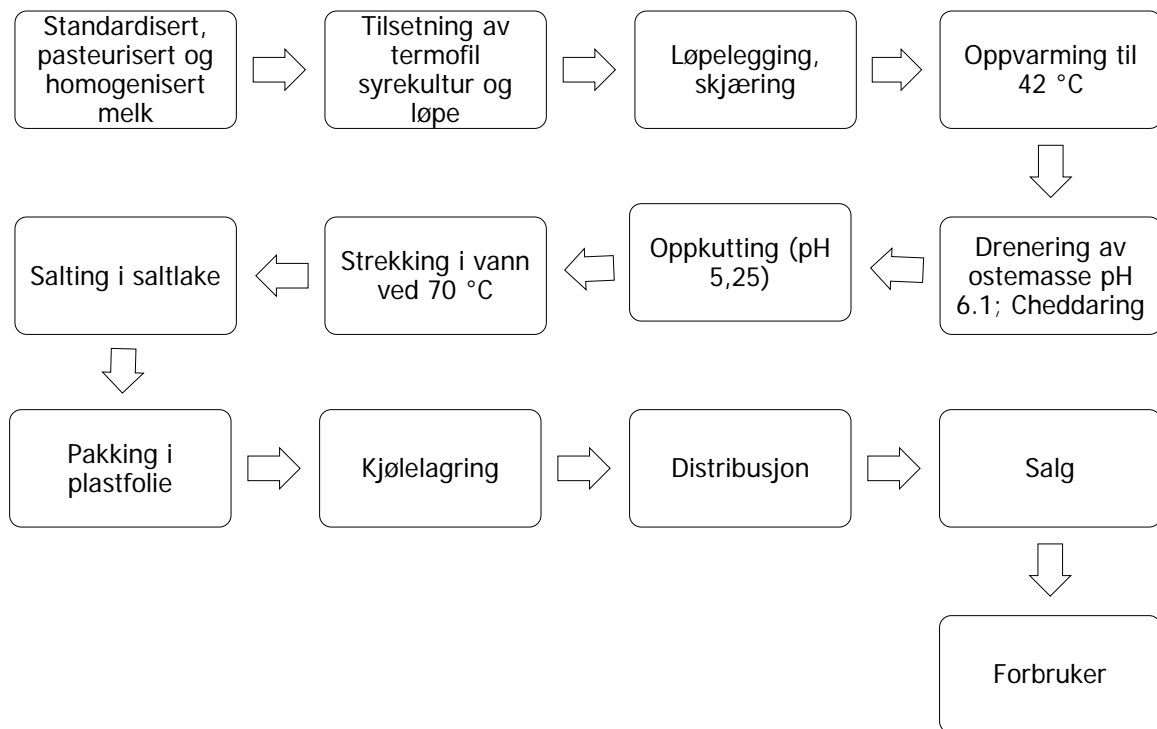 Standardisert,
pasteurisert og
homogenisert
melk
Tilsetning av
termofil
syrekultur og
løpe
Løpelegging,
skjæring
Oppvarming til
42 °C
Drenering av
ostemasse pH
6.1; Cheddaring
Oppkutting (pH
5,25)
Strekking i vann
ved 70 °C
Salting i saltlake
Pakking i
plastfolie
Kjølelagring
Distribusjon
Salg
Forbruker